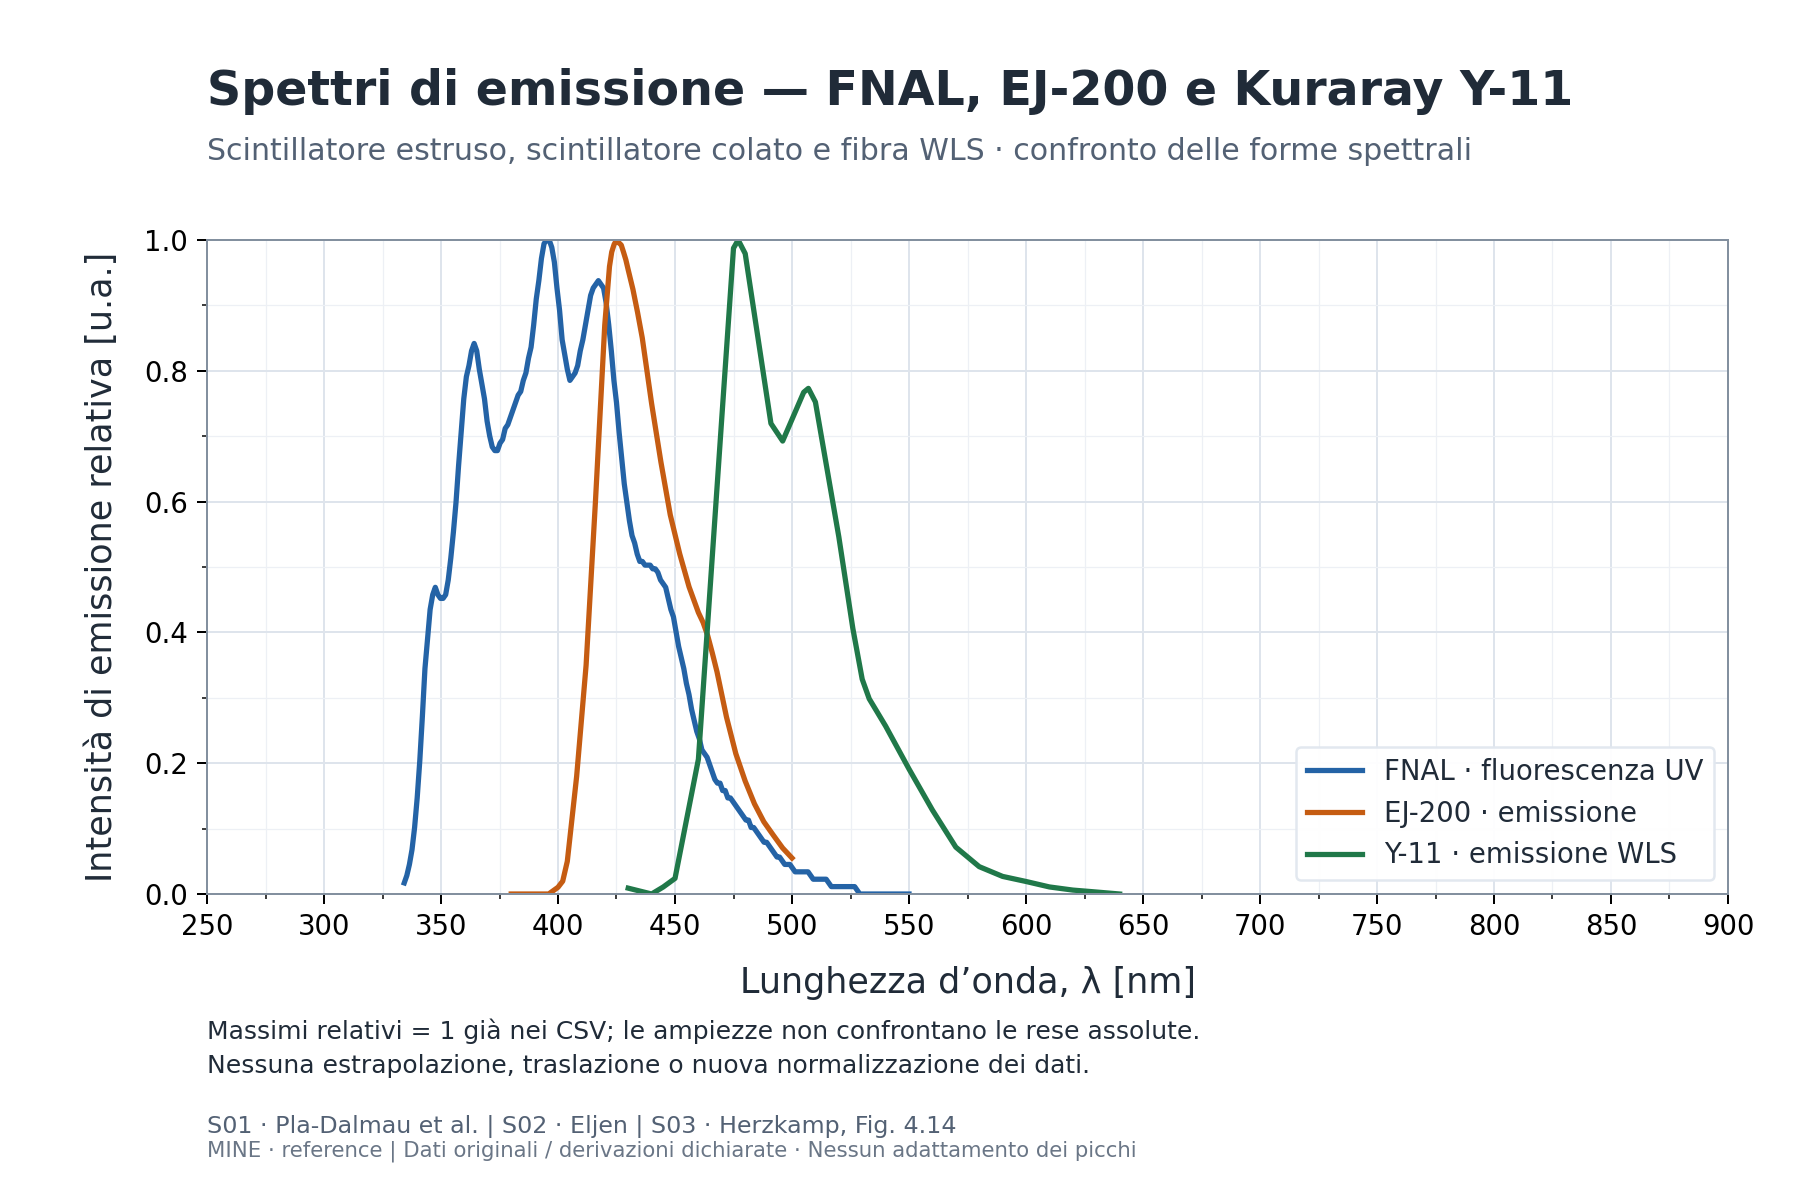 Spettri di emissione — FNAL, EJ-200 e Kuraray Y-11
Scintillatore estruso, scintillatore colato e fibra WLS · confronto delle forme spettrali
Intensità di emissione relativa [u.a.]
1.0
0.8
0.6
0.4
0.2
0.0
FNAL · fluorescenza UV
EJ-200 · emissione
Y-11 · emissione WLS
250 300 350 400 450 500 550 600 650 700 750 800 850 900
Lunghezza d’onda, λ [nm]
Massimi relativi = 1 già nei CSV; le ampiezze non confrontano le rese assolute.
Nessuna estrapolazione, traslazione o nuova normalizzazione dei dati.
S01 · Pla-Dalmau et al. | S02 · Eljen | S03 · Herzkamp, Fig. 4.14
MINE · reference | Dati originali / derivazioni dichiarate · Nessun adattamento dei picchi